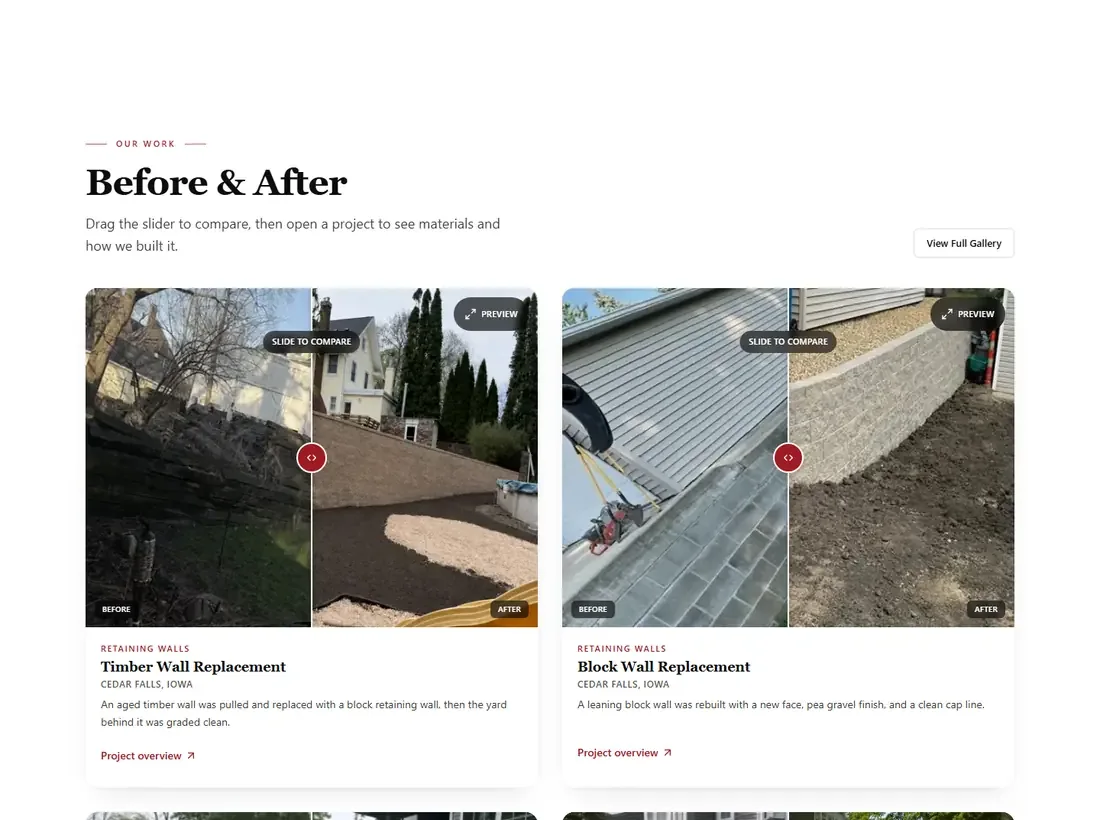 OUR WORK
Before & After
Drag the slider to compare, then open a project to see materials and
how we built it.
View Full Gallery
PREVIEW
SLIDE TO COMPARE
BEFORE
AFTER
PREVIEW
SLIDE TO COMPARE
BEFORE
AFTER
RETAINING WALLS
Timber Wall Replacement
CEDAR FALLS, IOWA
An aged timber wall was pulled and replaced with a block retaining wall, then the yard
behind it was graded clean.
Project overview
RETAINING WALLS
Block Wall Replacement
CEDAR FALLS, IOWA
A leaning block wall was rebuilt with a new face, pea gravel finish, and a clean cap line.
Project overview